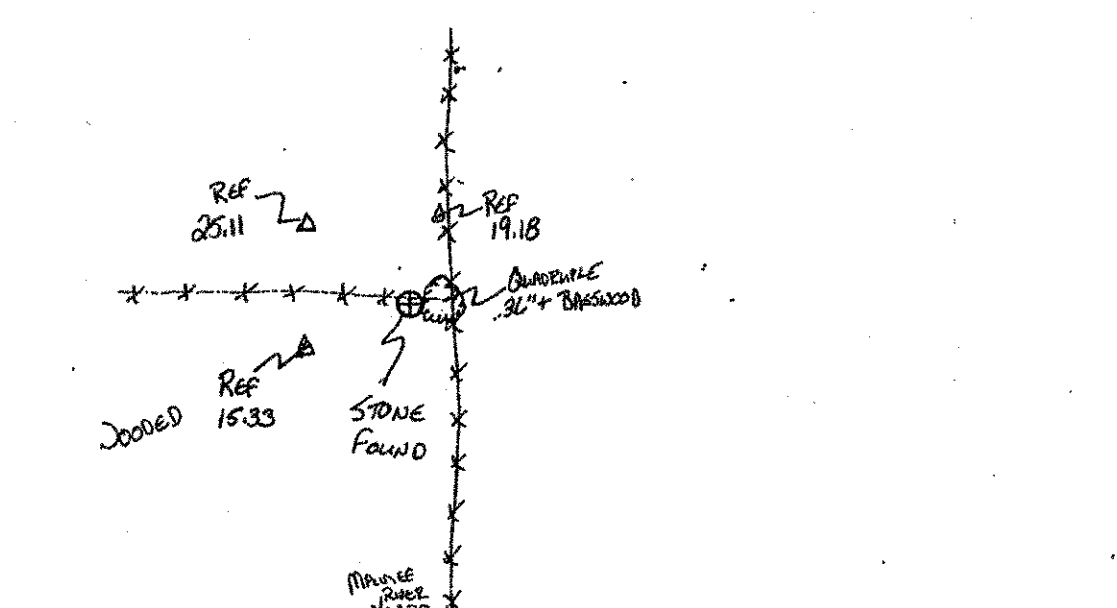 REF
25.11
REF
19.18
QUADRUPLE
36"+ BASSWOOD
REF
15.33
STONE
FOUND
WOODED
MAUMEE
RIVER